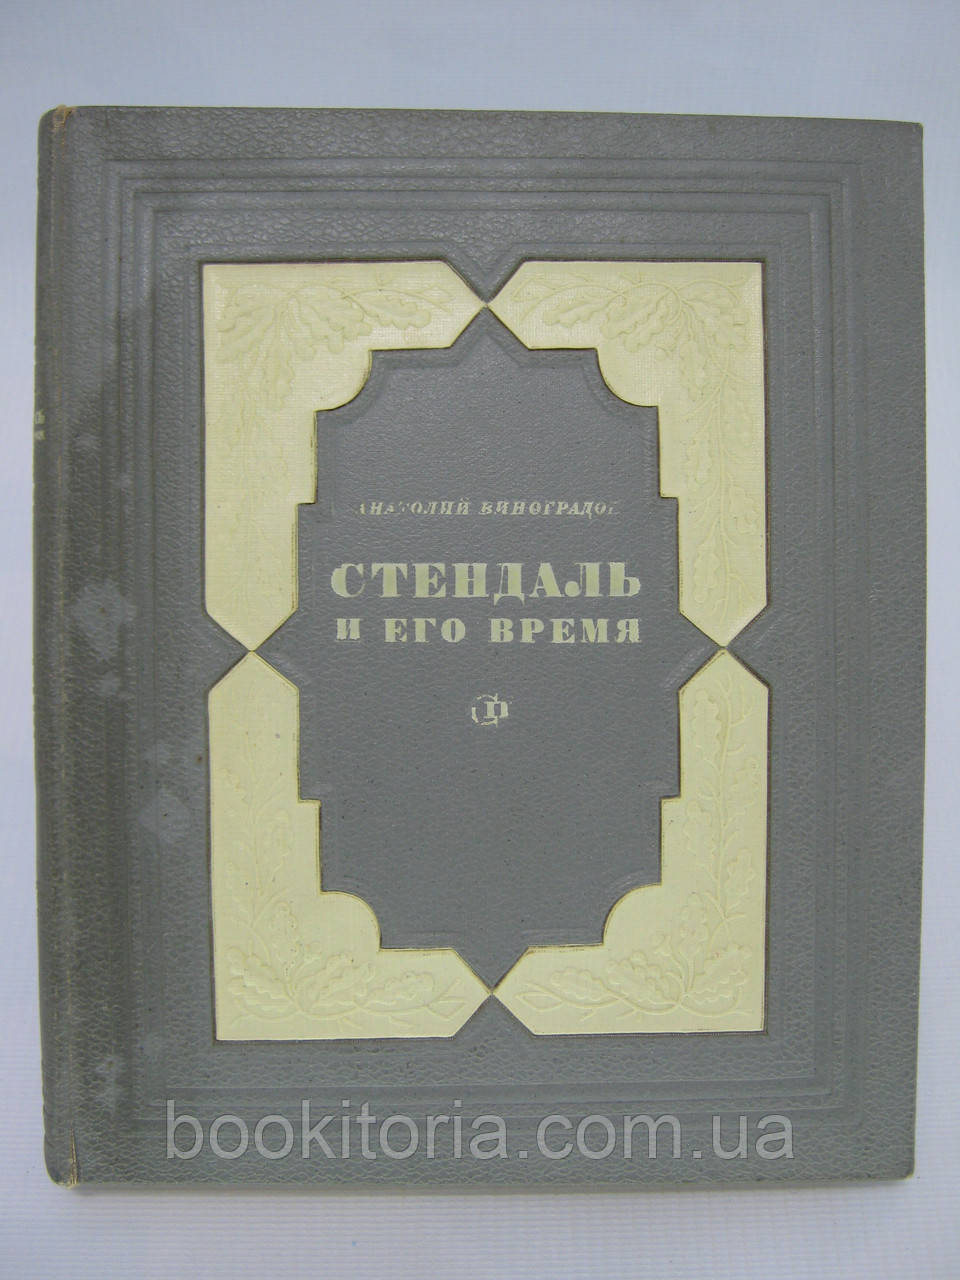 АНАТОЛИЙ ВИНОГРАДОВ
СТЕНДАЛЬ
И ЕГО ВРЕМЯ
bookitoria.com.ua